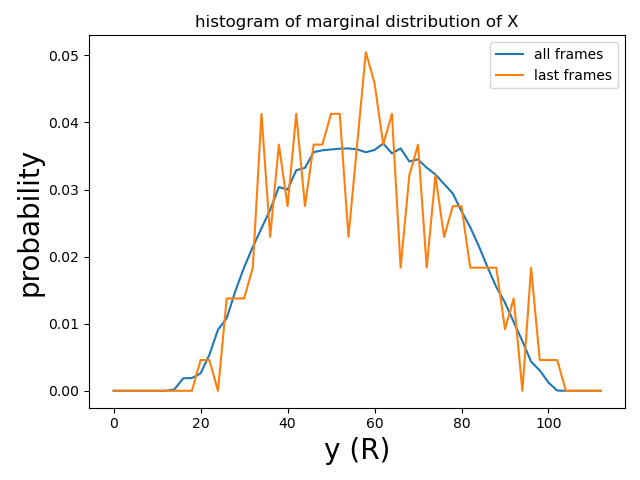 histogram of marginal distribution of X
all frames
last frames
probability
0.05
0.04
0.03
0.02
0.01
0.00
0 20 40 60 80 100
y (R)